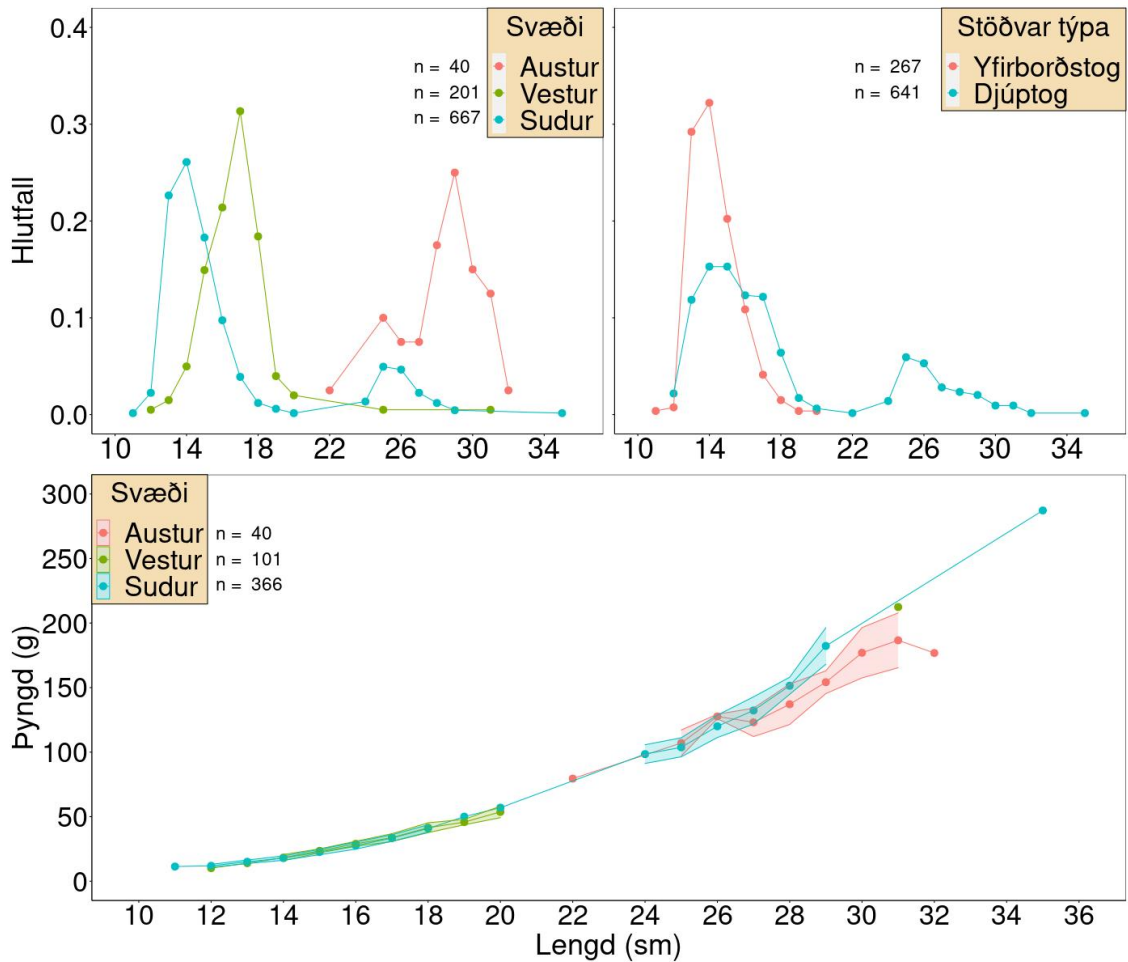 Hlutfall
0.4
0.3
0.2
0.1
0.0
Svæði
n = 40 Austur
n = 201 Vestur
n = 667 Sudur
10 14 18 22 26 30 34
Stöðvar týpa
n = 267 Yfirborðstog
n = 641 Djúptog
10 14 18 22 26 30 34
Þyngd (g)
300
250
200
150
100
50
0
Svæði
Austur n = 40
Vestur n = 101
Sudur n = 366
10 12 14 16 18 20 22 24 26 28 30 32 34 36
Lengd (sm)